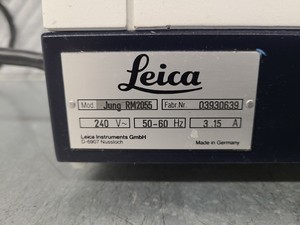 Leica
Mod. Jung RM2055 Fabr.Nr. 03930639
240 V~ 50-60 Hz 3.15 A
Leica Instruments GmbH
D-6907 Nussloch Made in Germany